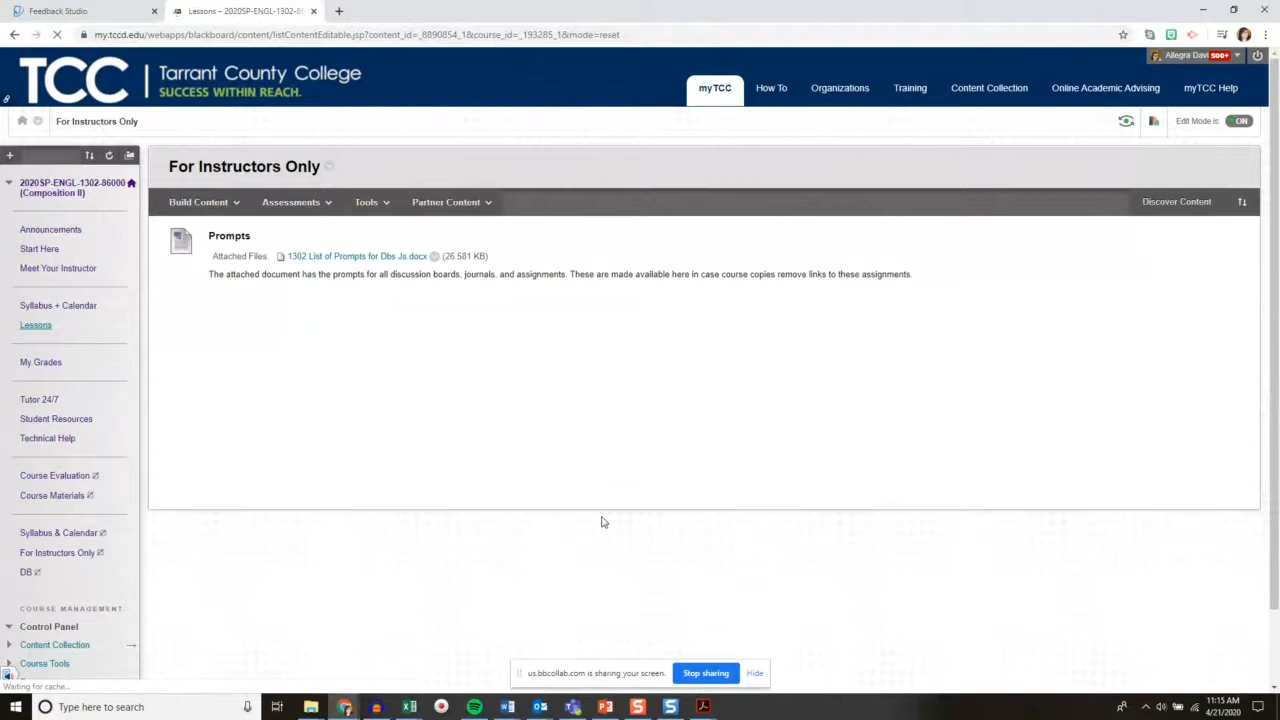 Feedback Studio
Lessons – 2020SP-ENGL-1302-86
my.tccd.edu/webapps/blackboard/content/listContentEditable.jsp?content_id=_8890854_1&course_id=_193285_1&mode=reset
Allegra Davi 500+
TCC | Tarrant County College
SUCCESS WITHIN REACH.
myTCC
How To
Organizations
Training
Content Collection
Online Academic Advising
myTCC Help
For Instructors Only
Edit Mode is: ON
2020SP-ENGL-1302-86000
(Composition II)
Announcements
Start Here
Meet Your Instructor
Syllabus + Calendar
Lessons
My Grades
Tutor 24/7
Student Resources
Technical Help
Course Evaluation
Course Materials
Syllabus & Calendar
For Instructors Only
DB
COURSE MANAGEMENT
Control Panel
Content Collection
Course Tools
Waiting for cache...
For Instructors Only
Build Content
Assessments
Tools
Partner Content
Discover Content
Prompts
Attached Files: 1302 List of Prompts for Dbs Js.docx (26.581 KB)
The attached document has the prompts for all discussion boards, journals, and assignments. These are made available here in case course copies remove links to these assignments.
us.bbcollab.com is sharing your screen.
Stop sharing
Hide
Type here to search
11:15 AM
4/21/2020